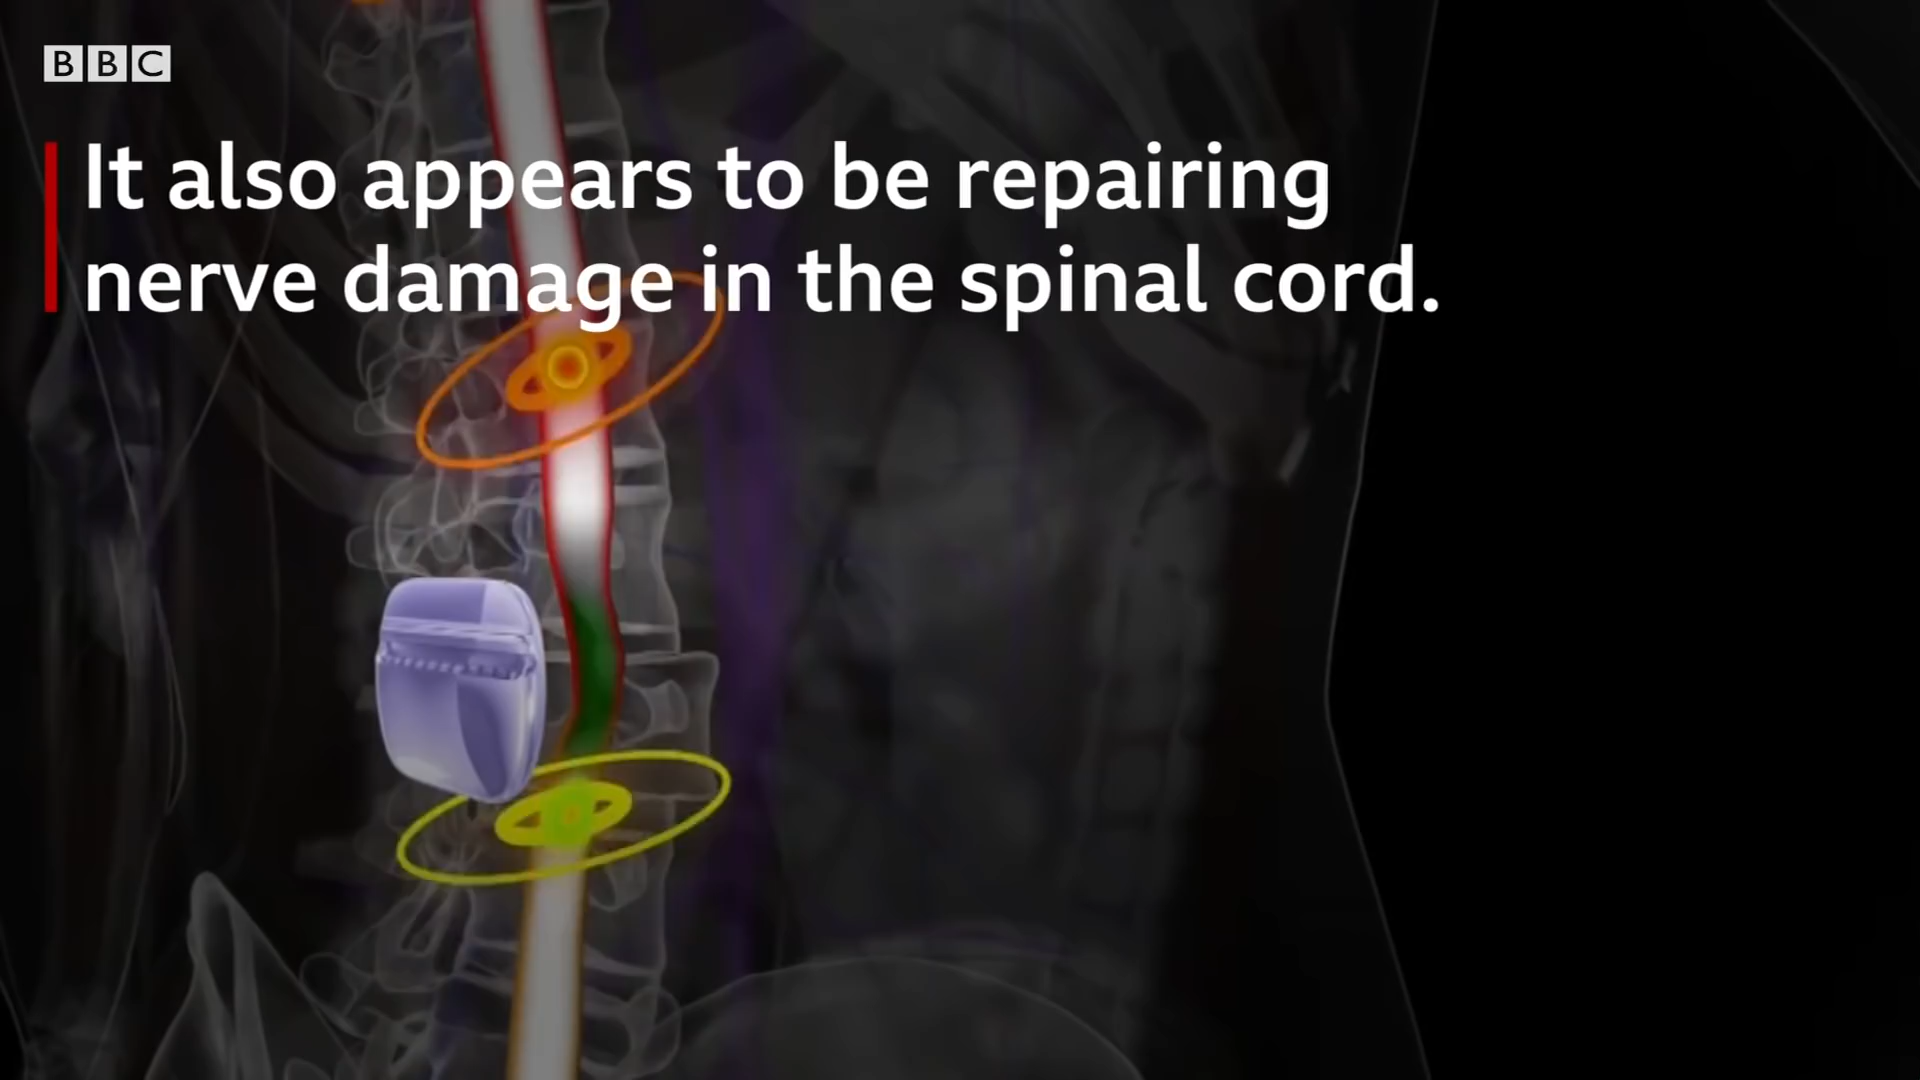 BBC
It also appears to be repairing
nerve damage in the spinal cord.